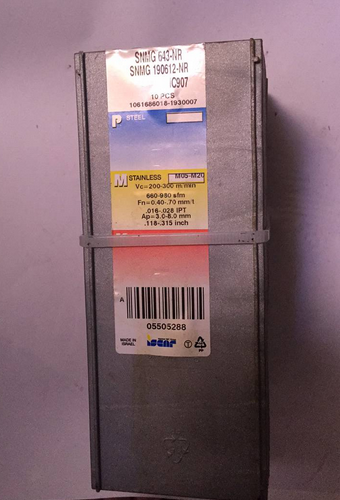 SNMG 643-NR
SNMG 190612-NR
IC907
10 PCS
1061686018-1930007
P STEEL
M STAINLESS M05-M20
Vc=200-300 m/min
660-980 sfm
Fn=0.40-.70 mm/t
.016-.028 IPT
Ap=3.0-8.0 mm
.118-.315 inch
A
05505288
MADE IN
ISRAEL
iscar
PP